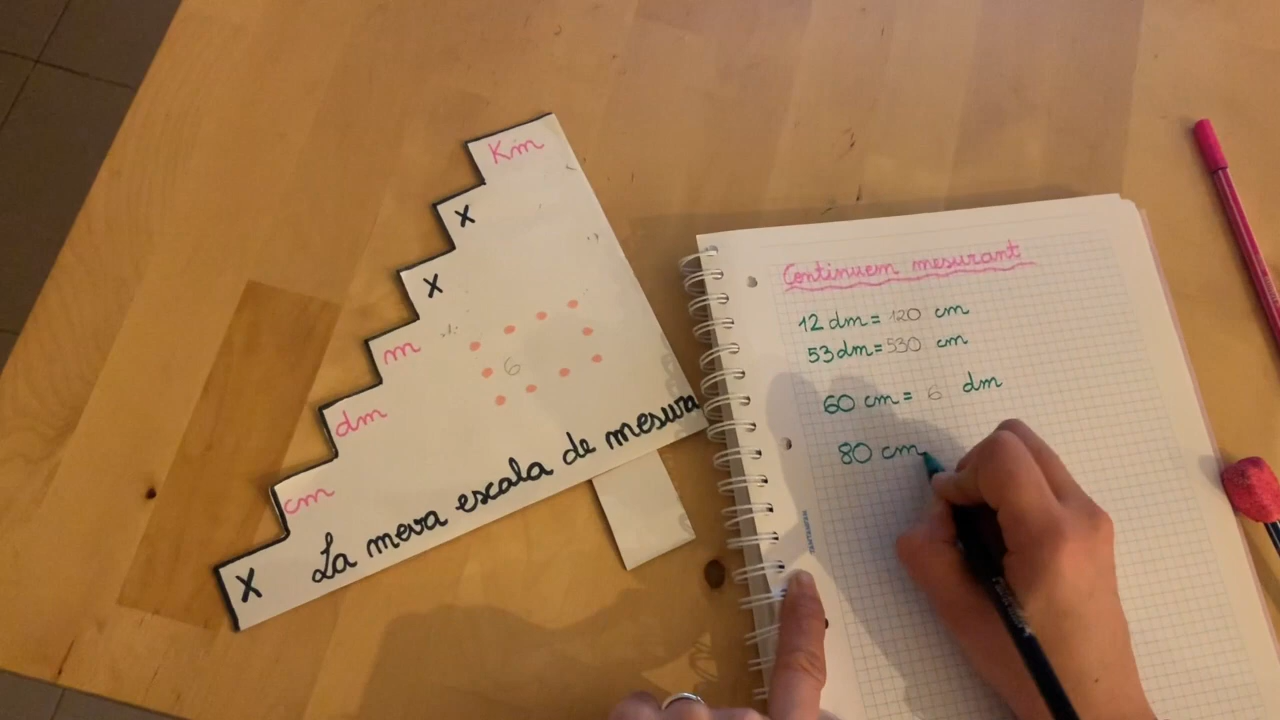 Km
X
X
m
dm
6
cm
X
La meva escala de mesura
Continuem mesurant
12 dm = 120 cm
53 dm = 530 cm
60 cm = 6 dm
80 cm